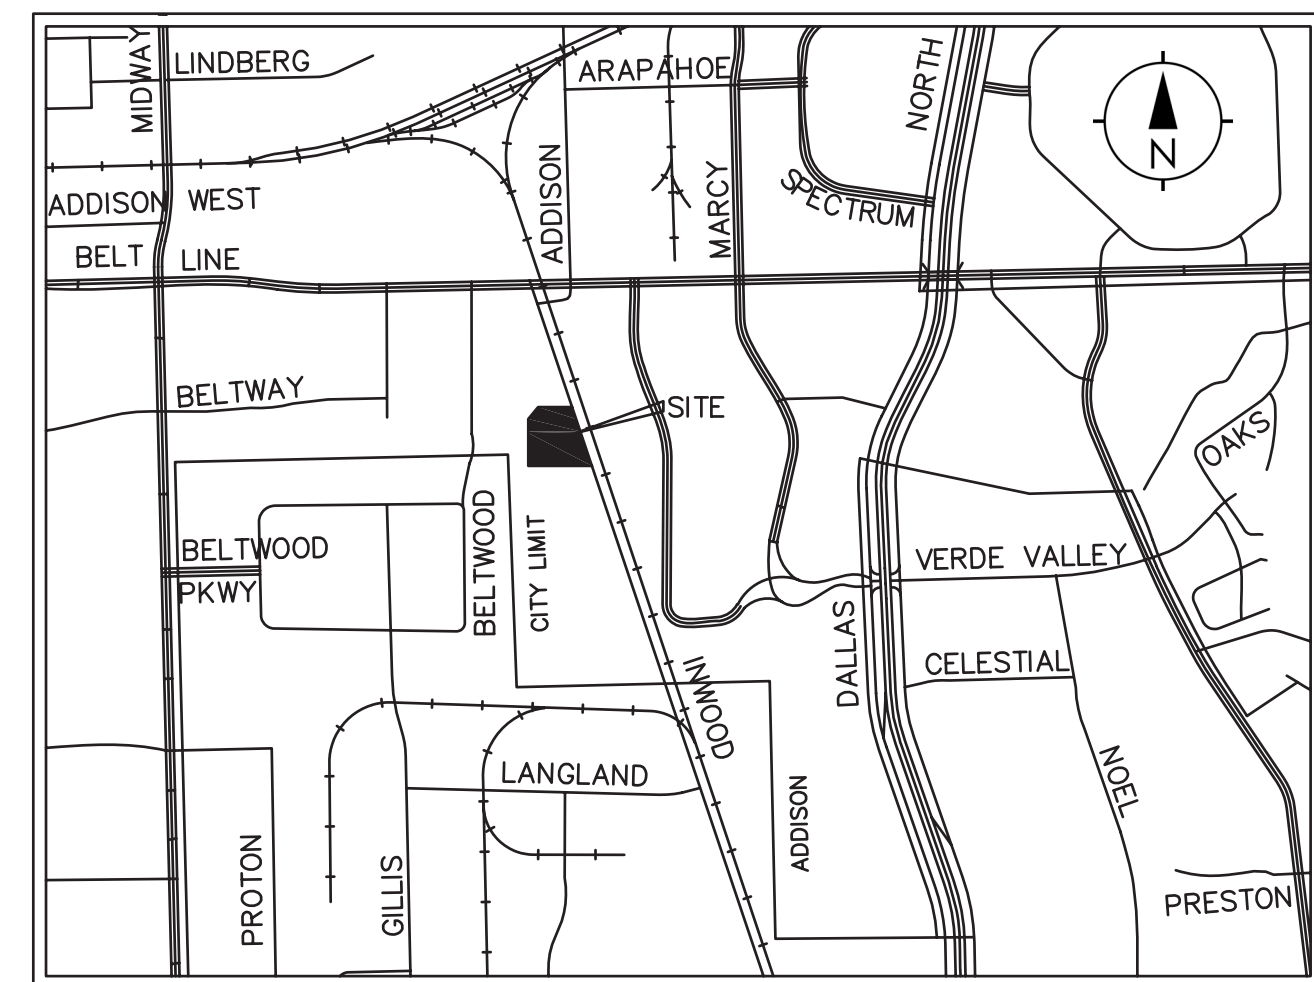 MIDWAY
LINDBERG
ARAPAHOE
NORTH
N
ADDISON WEST
ADDISON
MARCY
SPECTRUM
BELT LINE
BELTWAY
SITE
OAKS
BELTWOOD
PKWY
BELTWOOD
CITY LIMIT
VERDE VALLEY
DALLAS
CELESTIAL
INWOOD
LANGLAND
NOEL
ADDISON
PROTON
GILLIS
PRESTON